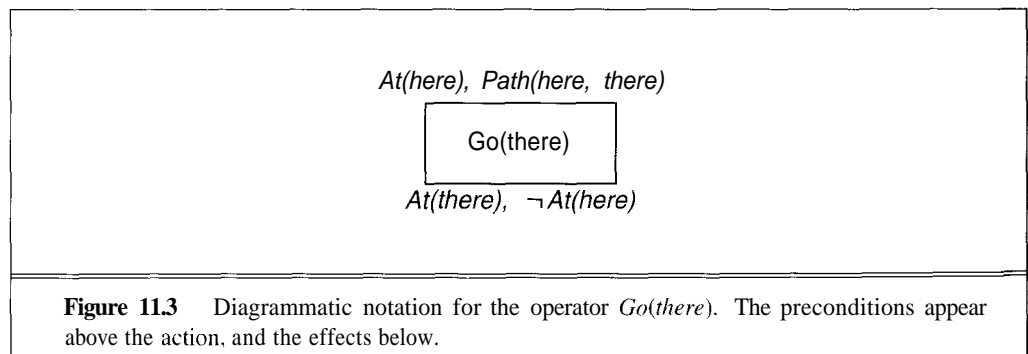 At(here), Path(here, there)
Go(there)
At(there), ¬At(here)
Figure 11.3 Diagrammatic notation for the operator Go(there). The preconditions appear
above the action, and the effects below.